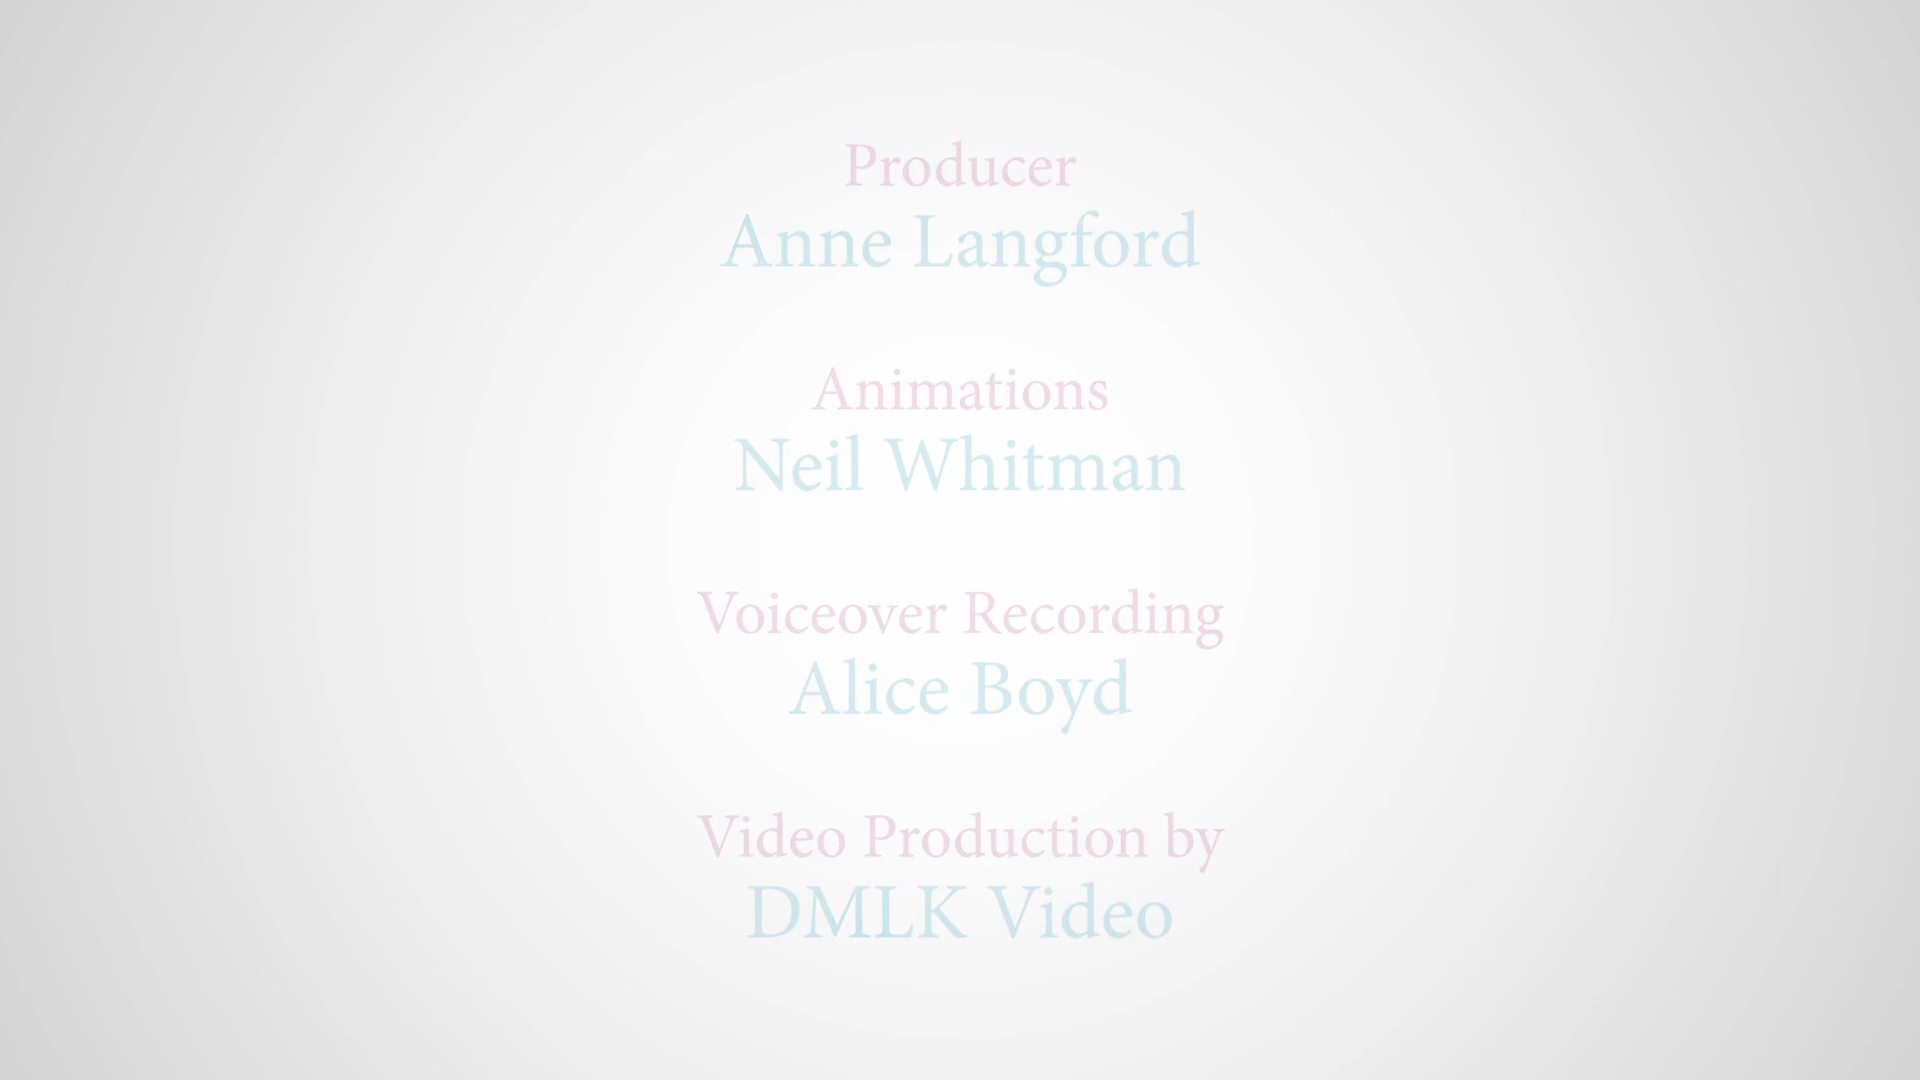 Producer
Anne Langford
Animations
Neil Whitman
Voiceover Recording
Alice Boyd
Video Production by
DMLK Video